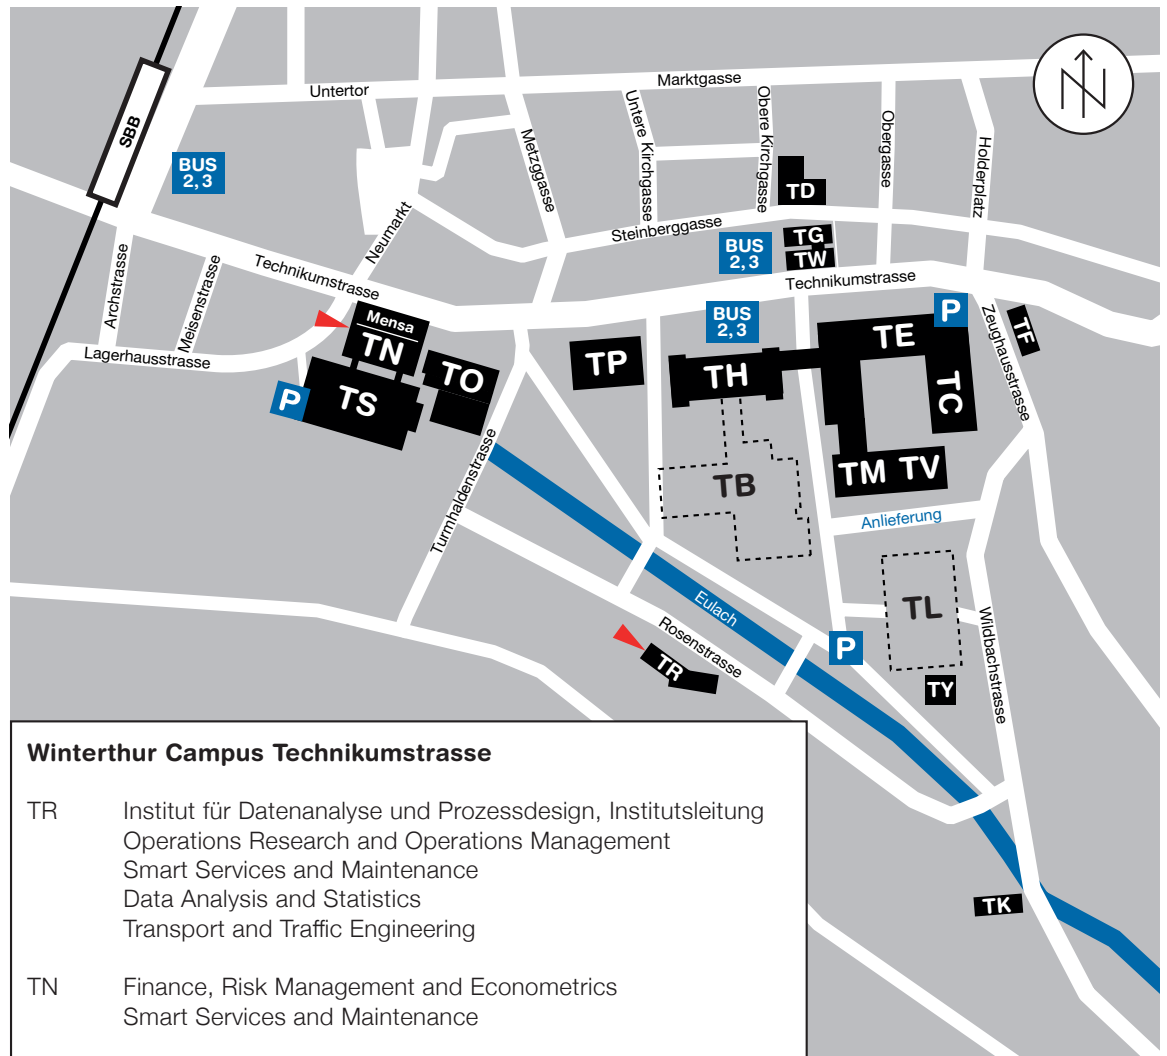 Marktgasse
Untertor
SBB
BUS
2, 3
Metzggasse
Untere Kirchgasse
Obere Kirchgasse
Obergasse
Holderplatz
N
TD
Neumarkt
Steinberggasse
TG
TW
BUS
2, 3
Technikumstrasse
Technikumstrasse
Archstrasse
Meisenstrasse
Lagerhausstrasse
Mensa
TN
TO
TS
P
TP
BUS
2, 3
TH
TE
P
TC
TF
Zeughausstrasse
TM TV
TB
Turmhaldenstrasse
Anlieferung
Eulach
TL
Rosenstrasse
TR
P
TY
Wildbachstrasse
TK
Winterthur Campus Technikumstrasse
TR Institut für Datenanalyse und Prozessdesign, Institutsleitung
Operations Research and Operations Management
Smart Services and Maintenance
Data Analysis and Statistics
Transport and Traffic Engineering
TN Finance, Risk Management and Econometrics
Smart Services and Maintenance